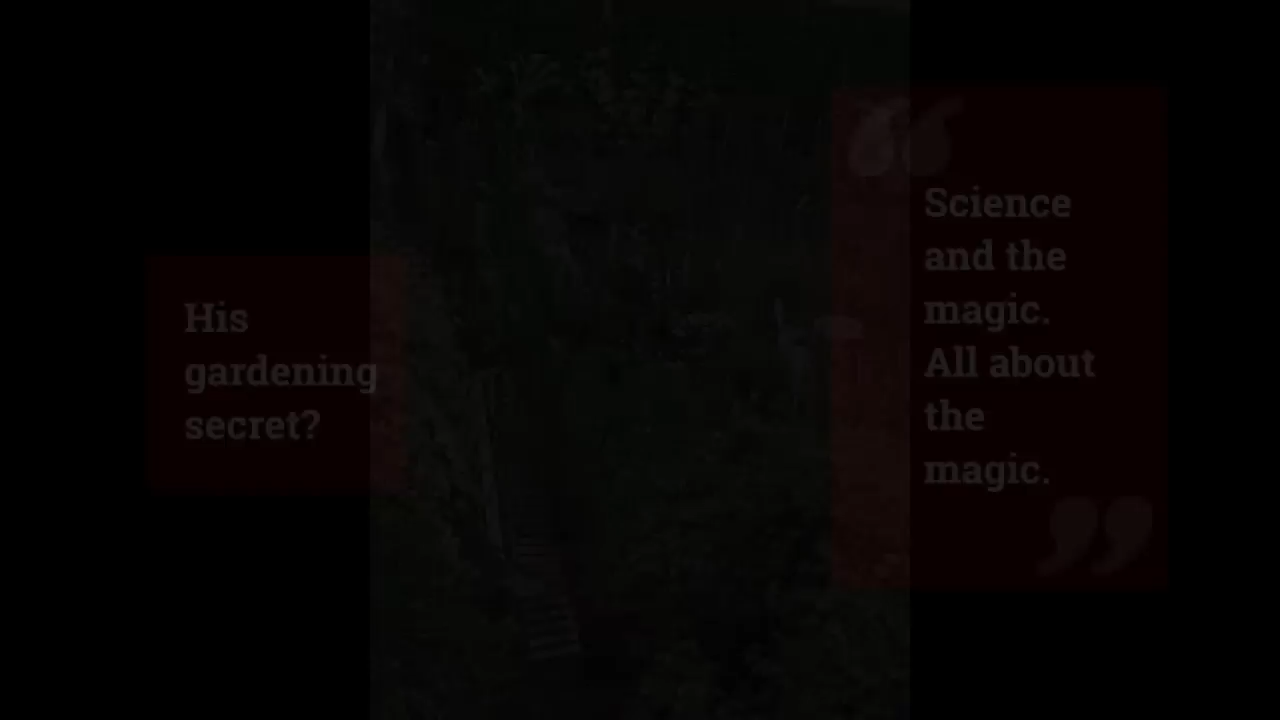 His
gardening
secret?
“
Science
and the
magic.
All about
the
magic.
”